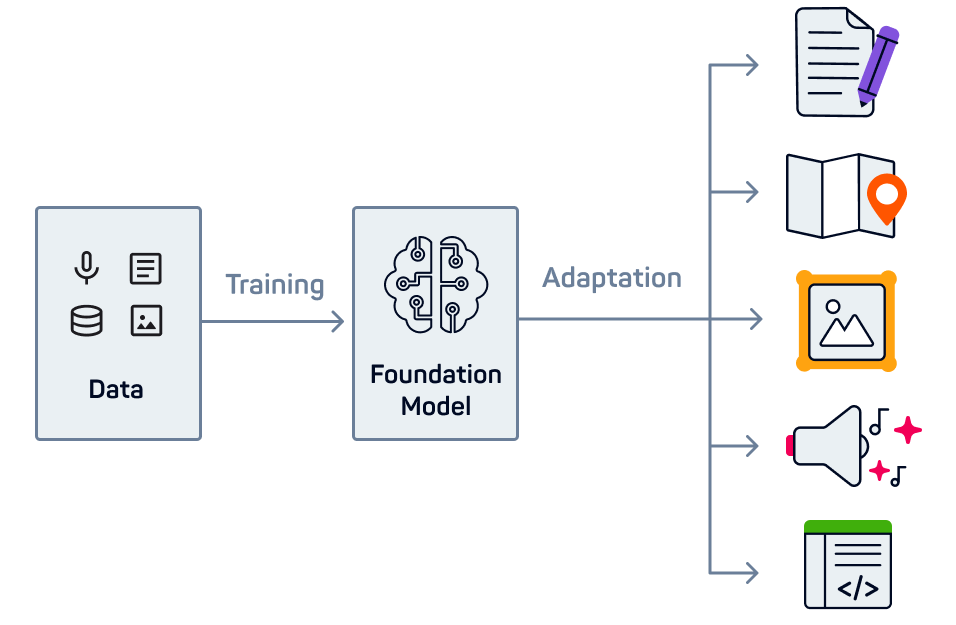 Training
Adaptation
Data
Foundation
Model
</>